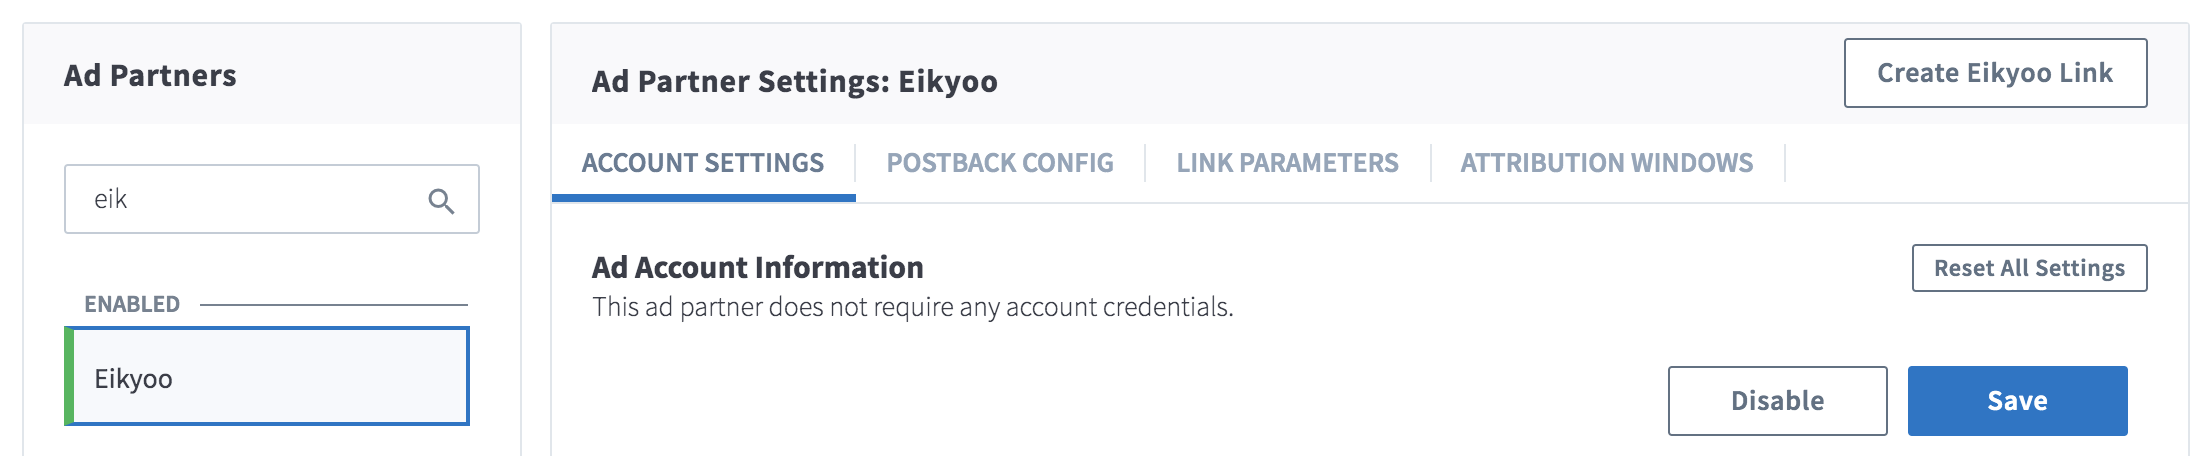 Ad Partners
eik
ENABLED
Eikyoo
Ad Partner Settings: Eikyoo
Create Eikyoo Link
ACCOUNT SETTINGS
POSTBACK CONFIG
LINK PARAMETERS
ATTRIBUTION WINDOWS
Ad Account Information
Reset All Settings
This ad partner does not require any account credentials.
Disable
Save